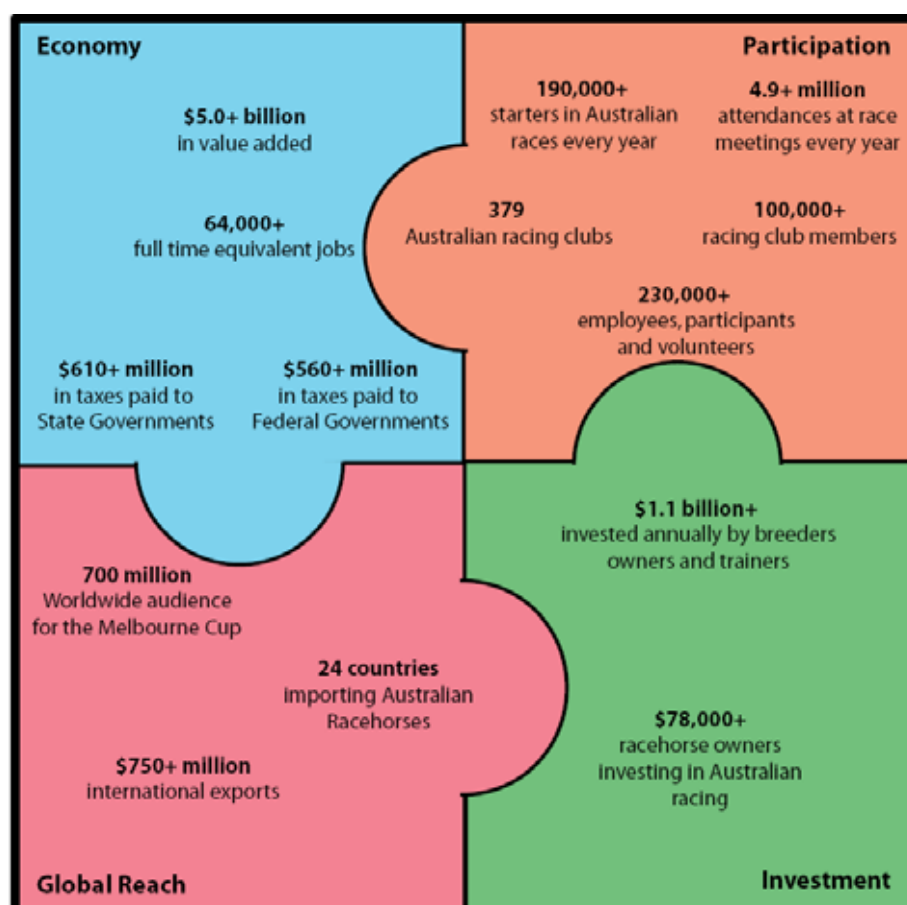 Economy
$5.0+ billion
in value added
64,000+
full time equivalent jobs
$610+ million
in taxes paid to
State Governments
$560+ million
in taxes paid to
Federal Governments
Participation
190,000+
starters in Australian
races every year
4.9+ million
attendances at race
meetings every year
379
Australian racing clubs
100,000+
racing club members
230,000+
employees, participants
and volunteers
700 million
Worldwide audience
for the Melbourne Cup
24 countries
importing Australian
Racehorses
$750+ million
international exports
Global Reach
$1.1 billion+
invested annually by breeders
owners and trainers
$78,000+
racehorse owners
investing in Australian
racing
Investment